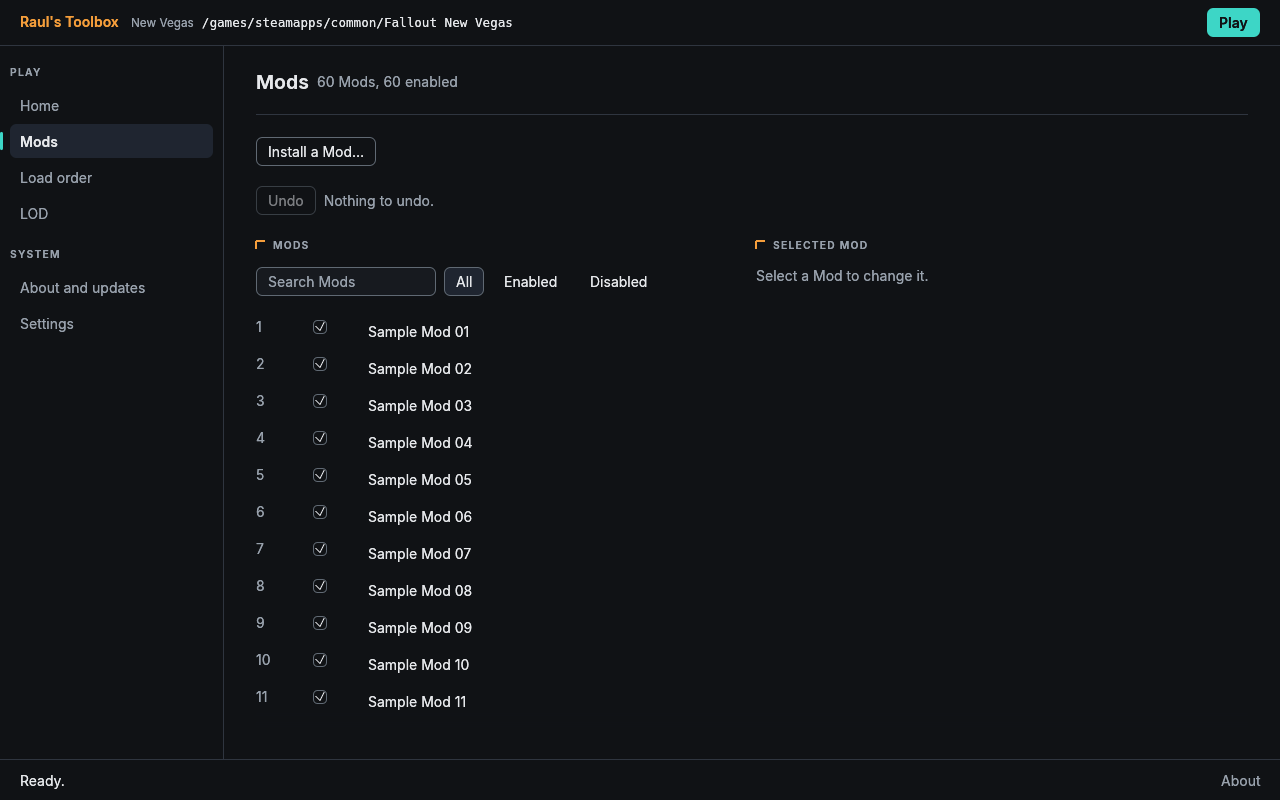 Raul's Toolbox New Vegas /games/steamapps/common/Fallout New Vegas Play
PLAY
Home
Mods
Load order
LOD
SYSTEM
About and updates
Settings
Mods 60 Mods, 60 enabled
Install a Mod...
Undo Nothing to undo.
MODS
Search Mods All Enabled Disabled
1 Sample Mod 01
2 Sample Mod 02
3 Sample Mod 03
4 Sample Mod 04
5 Sample Mod 05
6 Sample Mod 06
7 Sample Mod 07
8 Sample Mod 08
9 Sample Mod 09
10 Sample Mod 10
11 Sample Mod 11
SELECTED MOD
Select a Mod to change it.
Ready. About